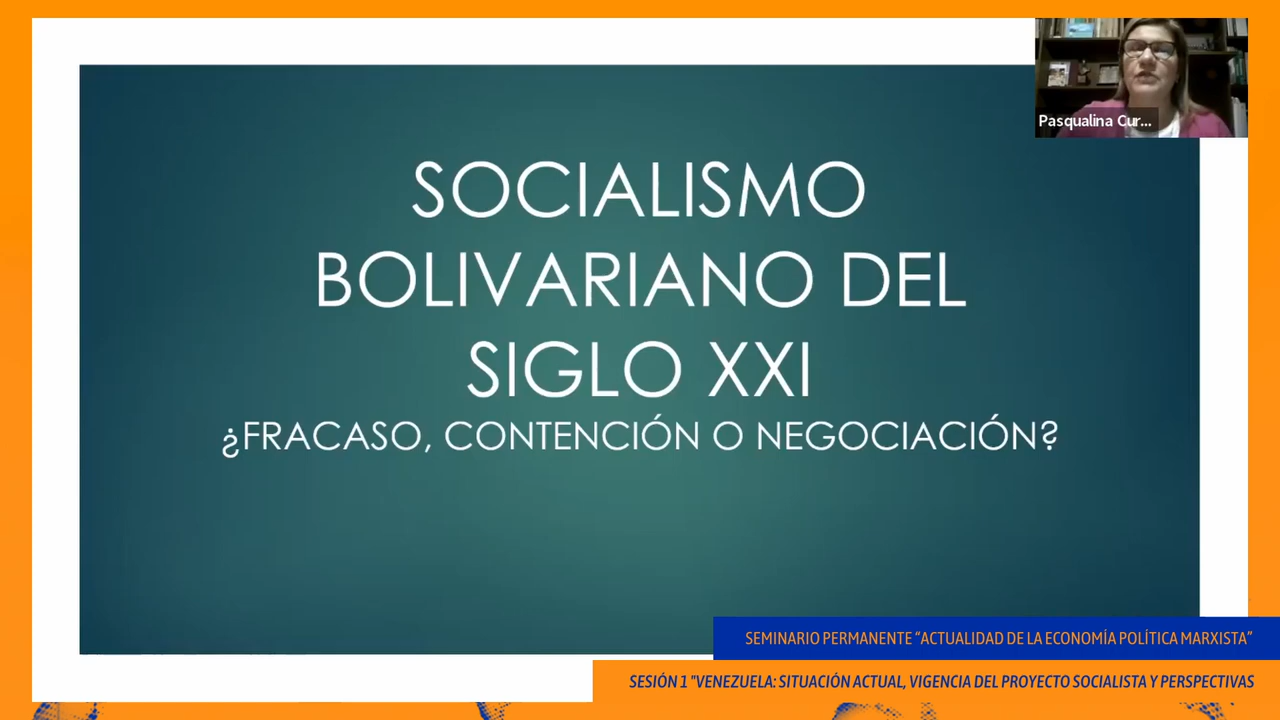 Pasqualina Cur...
SOCIALISMO
BOLIVARIANO DEL
SIGLO XXI
¿FRACASO, CONTENCIÓN O NEGOCIACIÓN?
SEMINARIO PERMANENTE “ACTUALIDAD DE LA ECONOMÍA POLÍTICA MARXISTA”
SESIÓN 1 "VENEZUELA: SITUACIÓN ACTUAL, VIGENCIA DEL PROYECTO SOCIALISTA Y PERSPECTIVAS